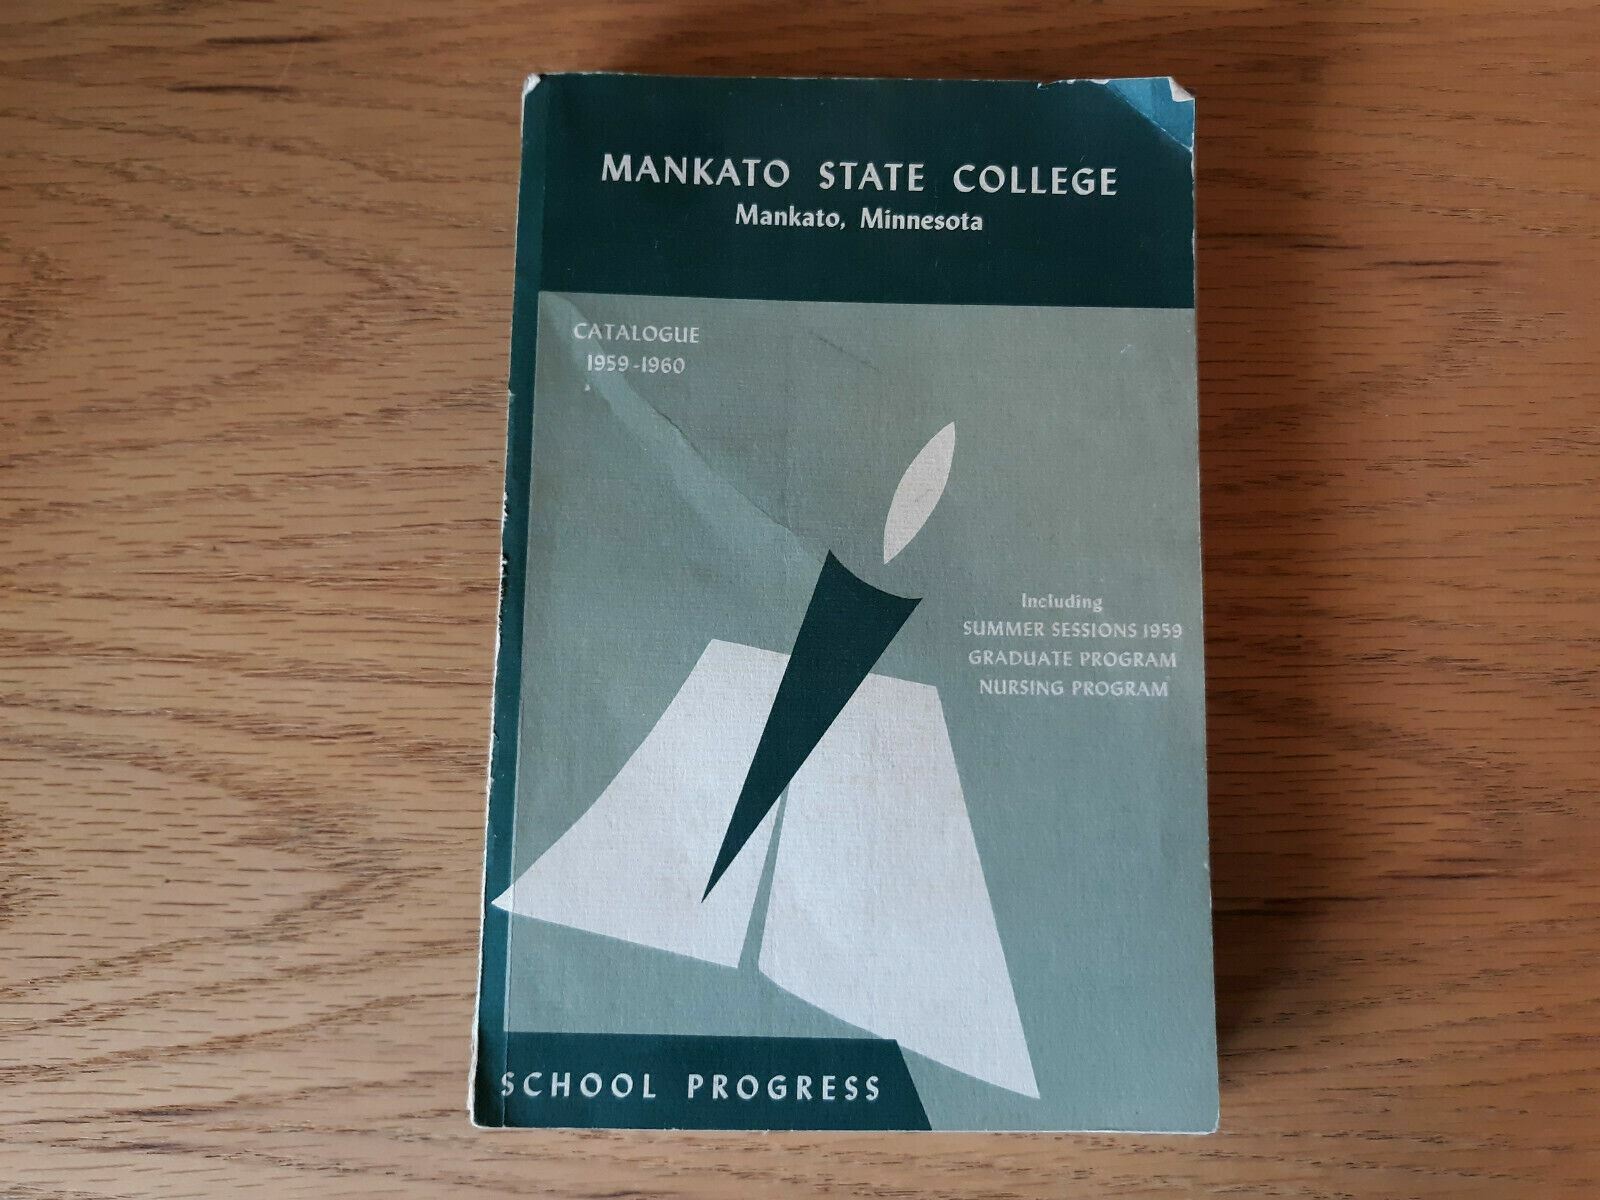 MANKATO STATE COLLEGE
Mankato, Minnesota
CATALOGUE
1959-1960
Including
SUMMER SESSIONS 1959
GRADUATE PROGRAM
NURSING PROGRAM
SCHOOL PROGRESS